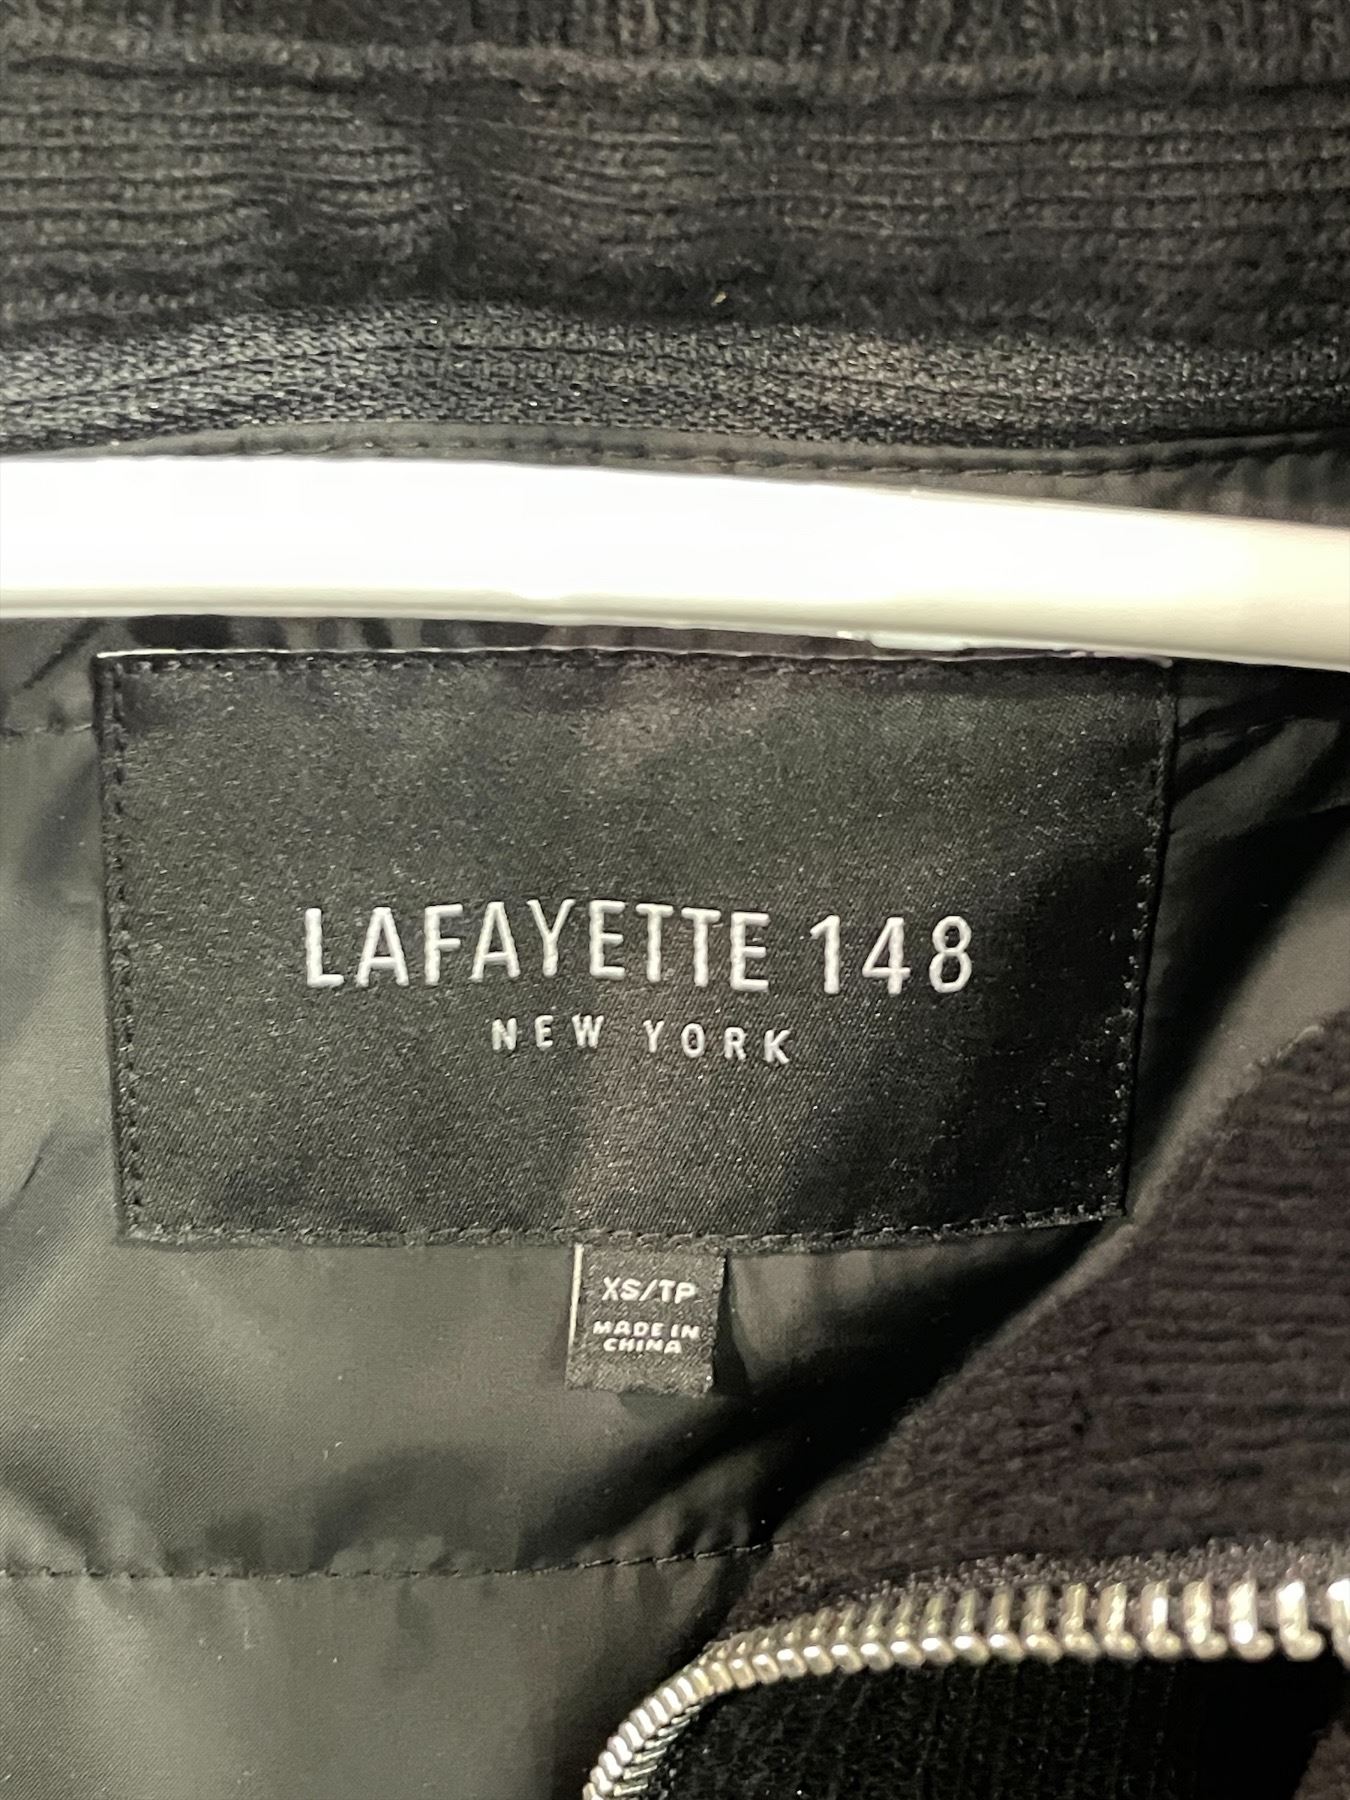 LAFAYETTE 148
NEW YORK
XS/TP
MADE IN
CHINA